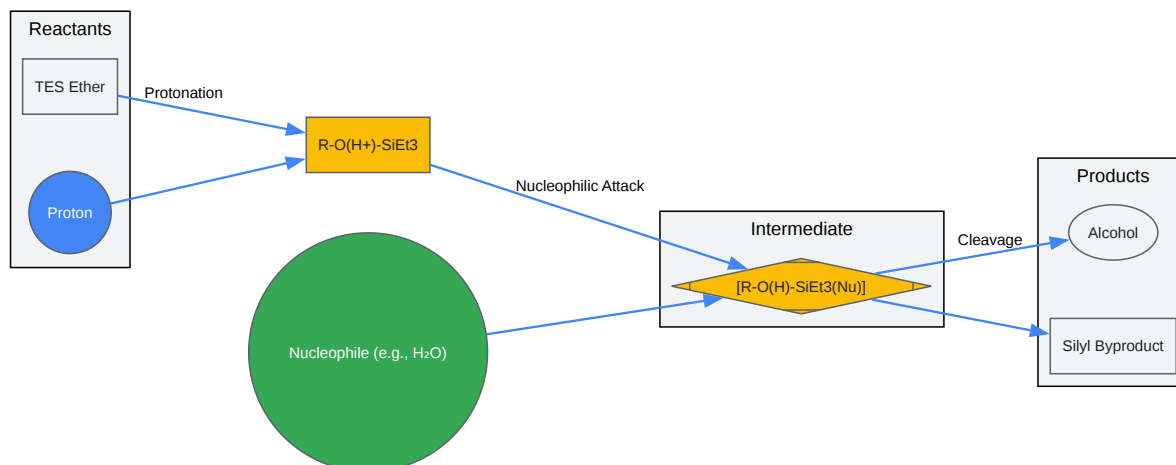 Reactants
TES Ether
Proton
Protonation
R-O(H+)-SiEt3
Nucleophile (e.g., H₂O)
Nucleophilic Attack
Intermediate
[R-O(H)-SiEt3(Nu)]
Cleavage
Products
Alcohol
Silyl Byproduct